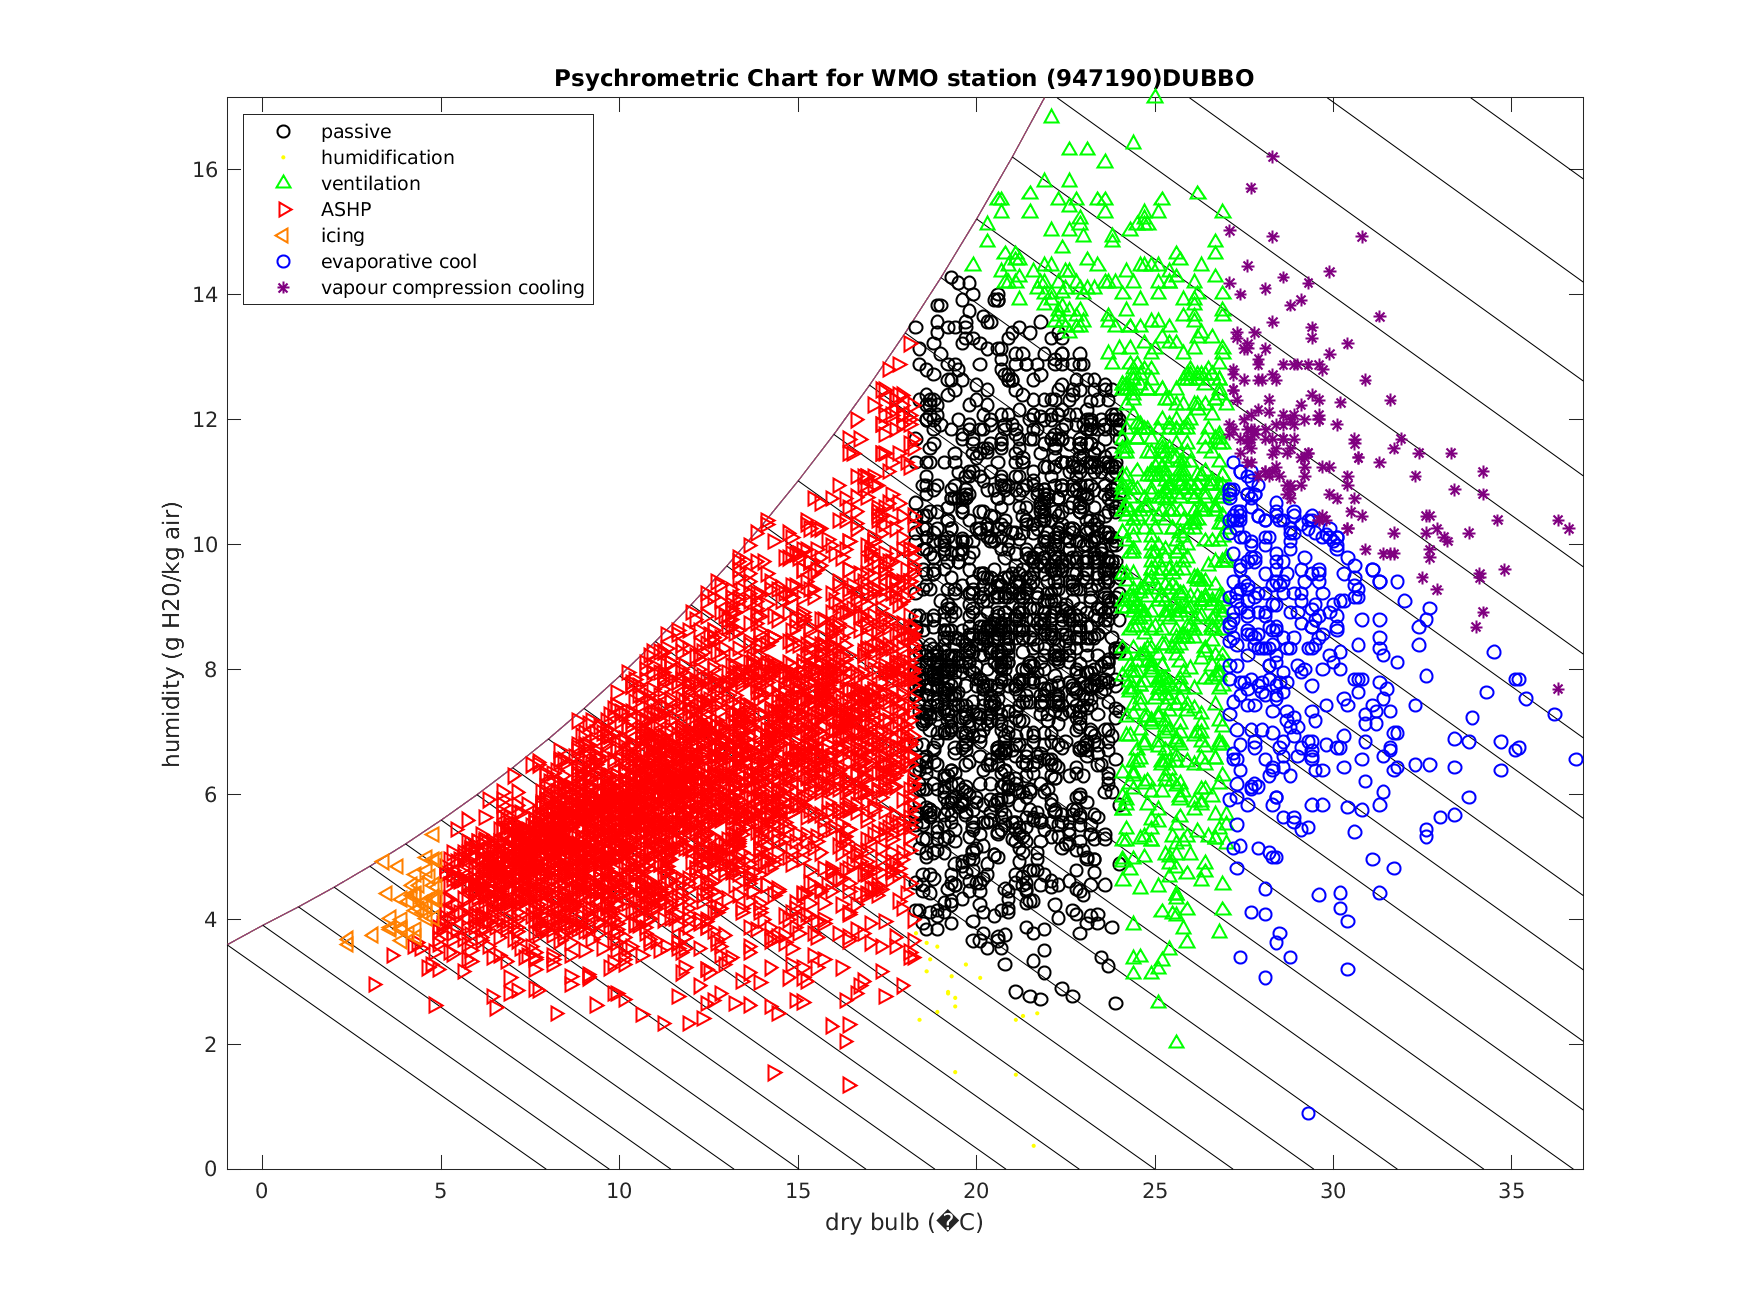 Psychrometric Chart for WMO station (947190)DUBBO
passive
humidification
ventilation
ASHP
icing
evaporative cool
vapour compression cooling
humidity (g H20/kg air)
16
14
12
10
8
6
4
2
0
0 5 10 15 20 25 30 35
dry bulb (�C)